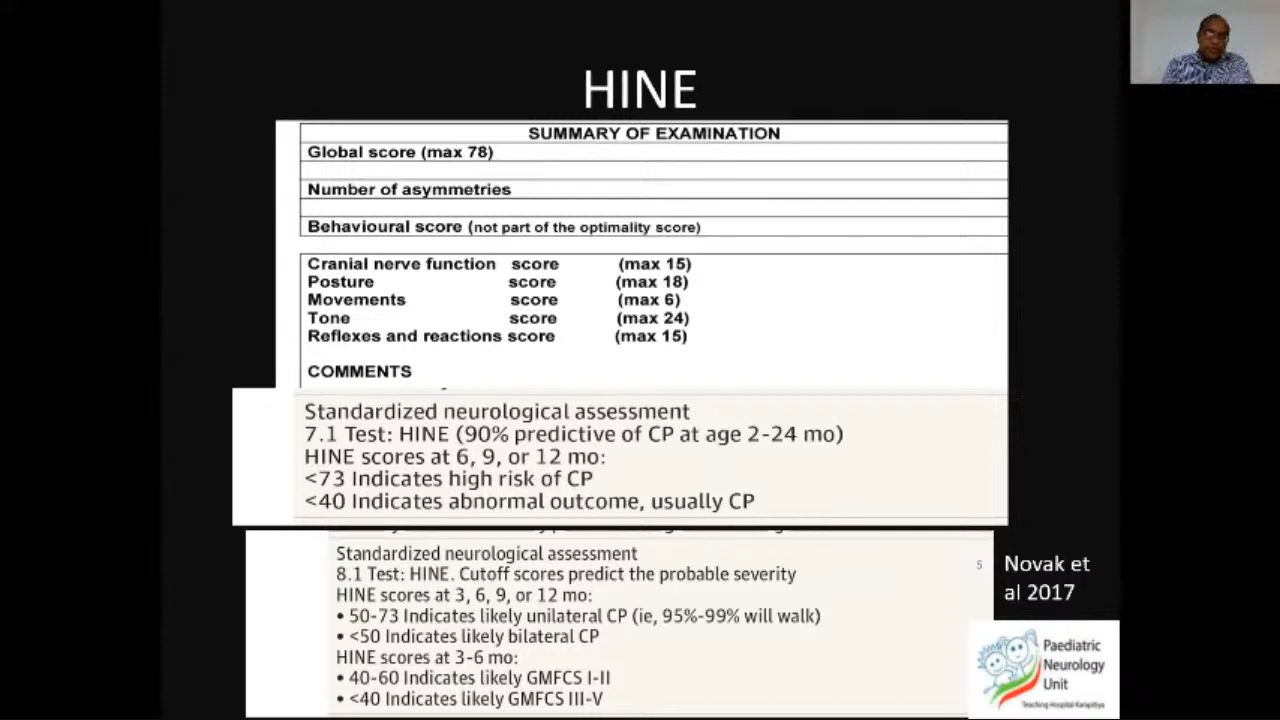 HINE
SUMMARY OF EXAMINATION
Global score (max 78)
Number of asymmetries
Behavioural score (not part of the optimality score)
Cranial nerve function score (max 15)
Posture score (max 18)
Movements score (max 6)
Tone score (max 24)
Reflexes and reactions score (max 15)
COMMENTS
Standardized neurological assessment
7.1 Test: HINE (90% predictive of CP at age 2-24 mo)
HINE scores at 6, 9, or 12 mo:
<73 Indicates high risk of CP
<40 Indicates abnormal outcome, usually CP
Standardized neurological assessment
8.1 Test: HINE. Cutoff scores predict the probable severity
HINE scores at 3, 6, 9, or 12 mo:
• 50-73 Indicates likely unilateral CP (ie, 95%-99% will walk)
• <50 Indicates likely bilateral CP
HINE scores at 3-6 mo:
• 40-60 Indicates likely GMFCS I-II
• <40 Indicates likely GMFCS III-V
5
Novak et
al 2017
Paediatric
Neurology
Unit
Teaching Hospital Karapitiya